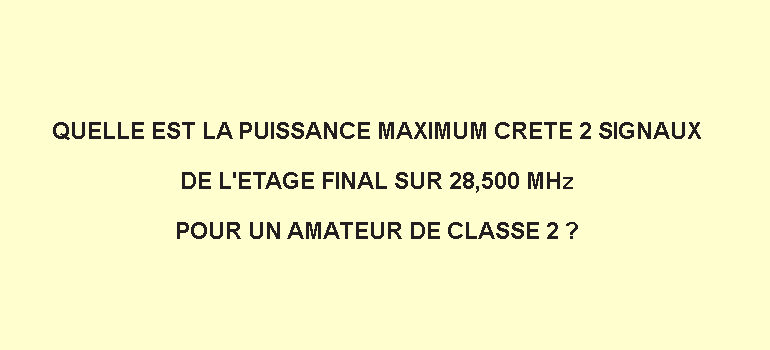 QUELLE EST LA PUISSANCE MAXIMUM CRETE 2 SIGNAUX
DE L'ETAGE FINAL SUR 28,500 MHz
POUR UN AMATEUR DE CLASSE 2 ?